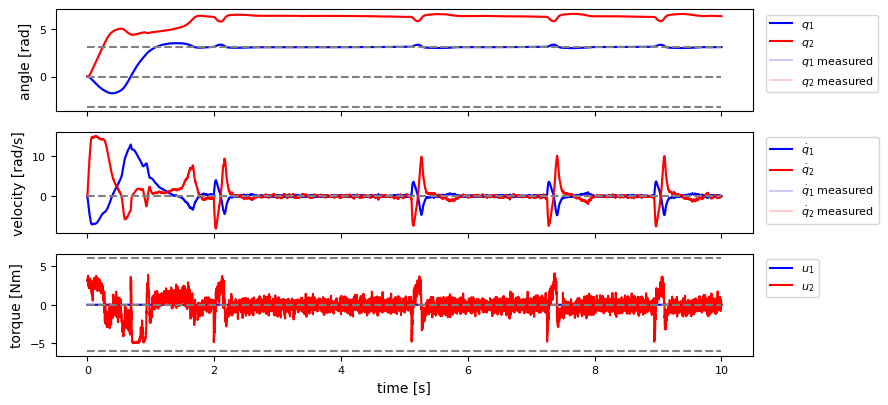 angle [rad]
5
0
q₁
q₂
q₁ measured
q₂ measured
velocity [rad/s]
10
0
q̇₁
q̇₂
q̇₁ measured
q̇₂ measured
torque [Nm]
5
0
−5
u₁
u₂
0 2 4 6 8 10
time [s]